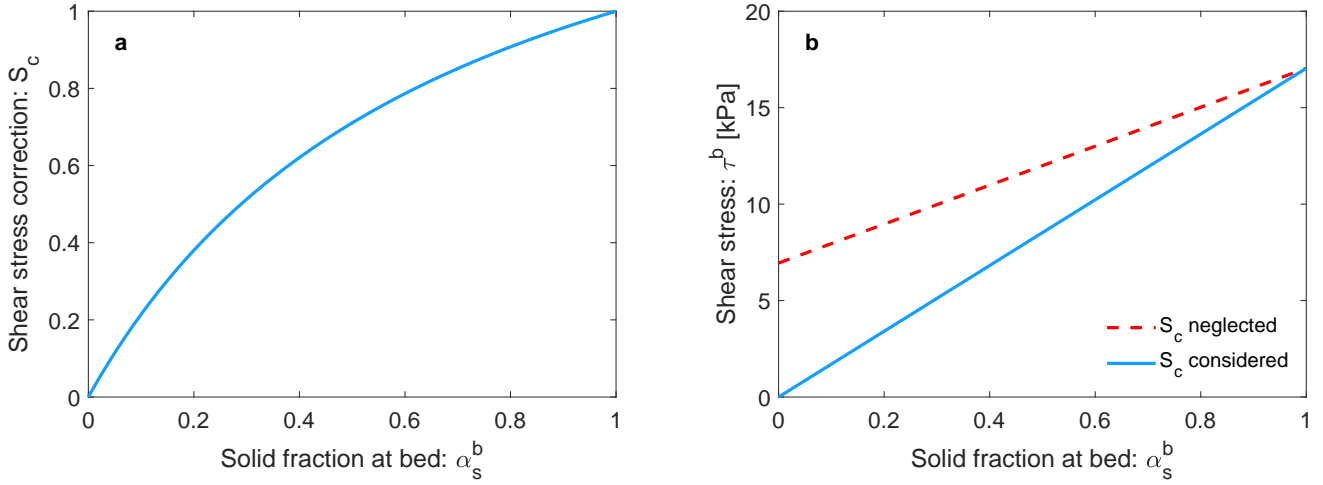 a
1
0.8
0.6
0.4
0.2
0
Shear stress correction: S_c
0 0.2 0.4 0.6 0.8 1
Solid fraction at bed: α_s^b
b
20
15
10
5
0
Shear stress: τ^b [kPa]
S_c neglected
S_c considered
0 0.2 0.4 0.6 0.8 1
Solid fraction at bed: α_s^b